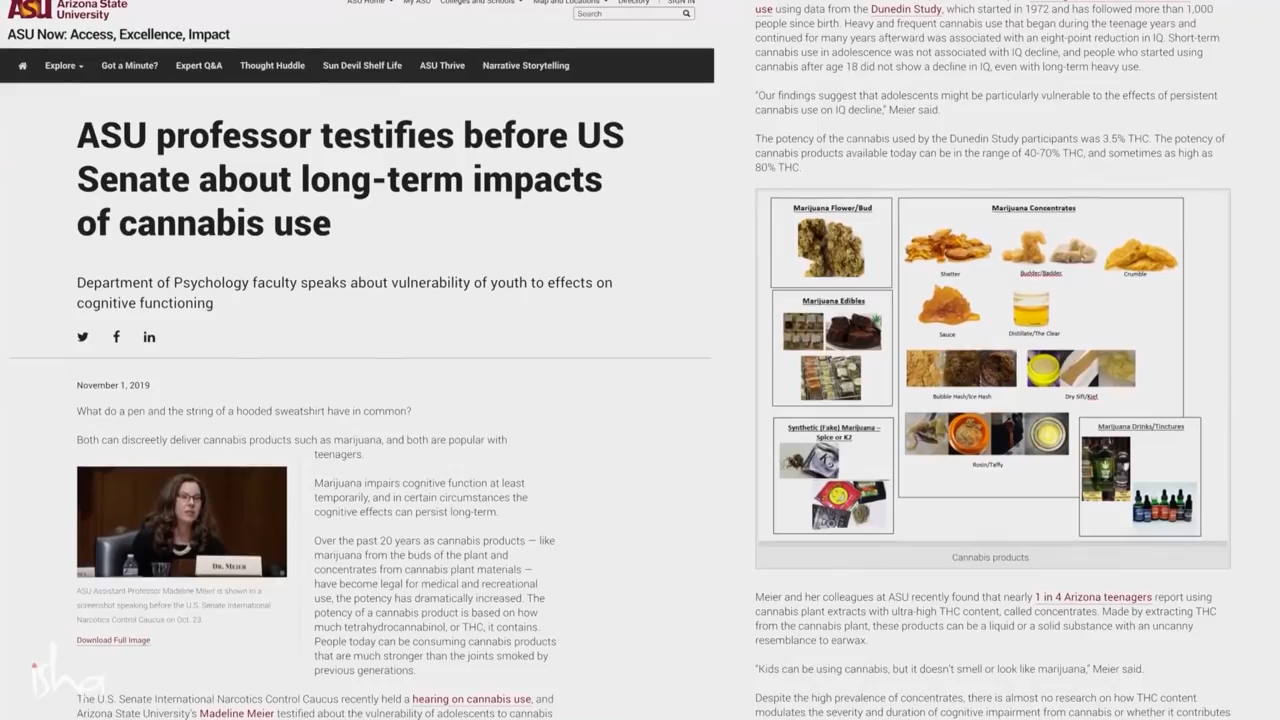 ASU Arizona State
University
ASU Home
My ASU
Colleges and Schools
Map and Locations
Directory
SIGN IN
Search
ASU Now: Access, Excellence, Impact
Explore
Got a Minute?
Expert Q&A
Thought Huddle
Sun Devil Shelf Life
ASU Thrive
Narrative Storytelling
ASU professor testifies before US
Senate about long-term impacts
of cannabis use
Department of Psychology faculty speaks about vulnerability of youth to effects on
cognitive functioning
November 1, 2019
What do a pen and the string of a hooded sweatshirt have in common?
Both can discreetly deliver cannabis products such as marijuana, and both are popular with
teenagers.
DR. MEIER
ASU Assistant Professor Madeline Meier is shown in a
screenshot speaking before the U.S. Senate International
Narcotics Control Caucus on Oct. 23.
Download Full Image
Marijuana impairs cognitive function at least
temporarily, and in certain circumstances the
cognitive effects can persist long-term.
Over the past 20 years as cannabis products — like
marijuana from the buds of the plant and
concentrates from cannabis plant materials —
have become legal for medical and recreational
use, the potency has dramatically increased. The
potency of a cannabis product is based on how
much tetrahydrocannabinol, or THC, it contains.
People today can be consuming cannabis products
that are much stronger than the joints smoked by
previous generations.
The U.S. Senate International Narcotics Control Caucus recently held a hearing on cannabis use, and
Arizona State University's Madeline Meier testified about the vulnerability of adolescents to cannabis
isha
use using data from the Dunedin Study, which started in 1972 and has followed more than 1,000
people since birth. Heavy and frequent cannabis use that began during the teenage years and
continued for many years afterward was associated with an eight-point reduction in IQ. Short-term
cannabis use in adolescence was not associated with IQ decline, and people who started using
cannabis after age 18 did not show a decline in IQ, even with long-term heavy use.
"Our findings suggest that adolescents might be particularly vulnerable to the effects of persistent
cannabis use on IQ decline," Meier said.
The potency of the cannabis used by the Dunedin Study participants was 3.5% THC. The potency of
cannabis products available today can be in the range of 40-70% THC, and sometimes as high as
80% THC.
Marijuana Flower/Bud
Marijuana Concentrates
Shatter
Budder/Badder
Crumble
Marijuana Edibles
Sauce
Distillate/The Clear
Bubble Hash/Ice Hash
Dry Sift/Kief
Synthetic (Fake) Marijuana –
Spice or K2
Rosin/Taffy
Marijuana Drinks/Tinctures
Cannabis products
Meier and her colleagues at ASU recently found that nearly 1 in 4 Arizona teenagers report using
cannabis plant extracts with ultra-high THC content, called concentrates. Made by extracting THC
from the cannabis plant, these products can be a liquid or a solid substance with an uncanny
resemblance to earwax.
"Kids can be using cannabis, but it doesn't smell or look like marijuana," Meier said.
Despite the high prevalence of concentrates, there is almost no research on how THC content
modulates the severity and duration of cognitive impairment from cannabis or whether it contributes